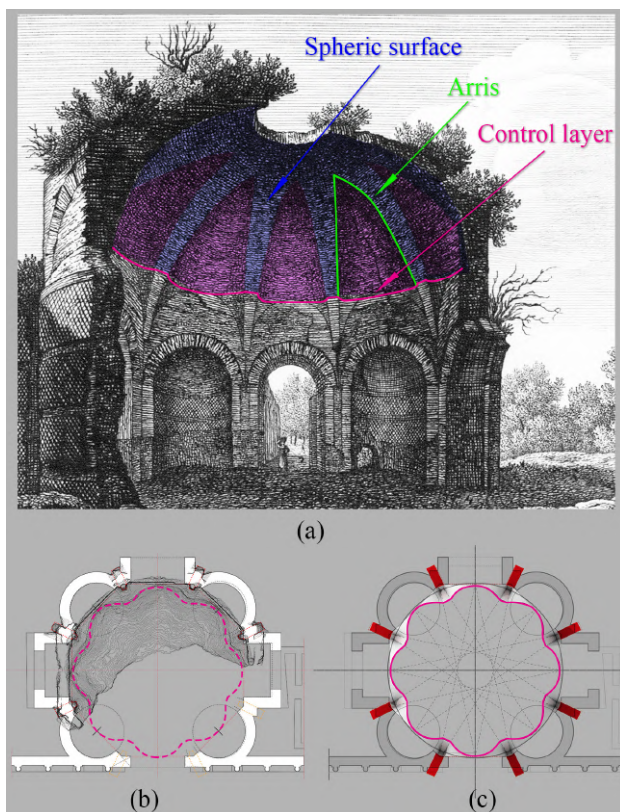 Spheric surface
Arris
Control layer
(a)
(b)
(c)